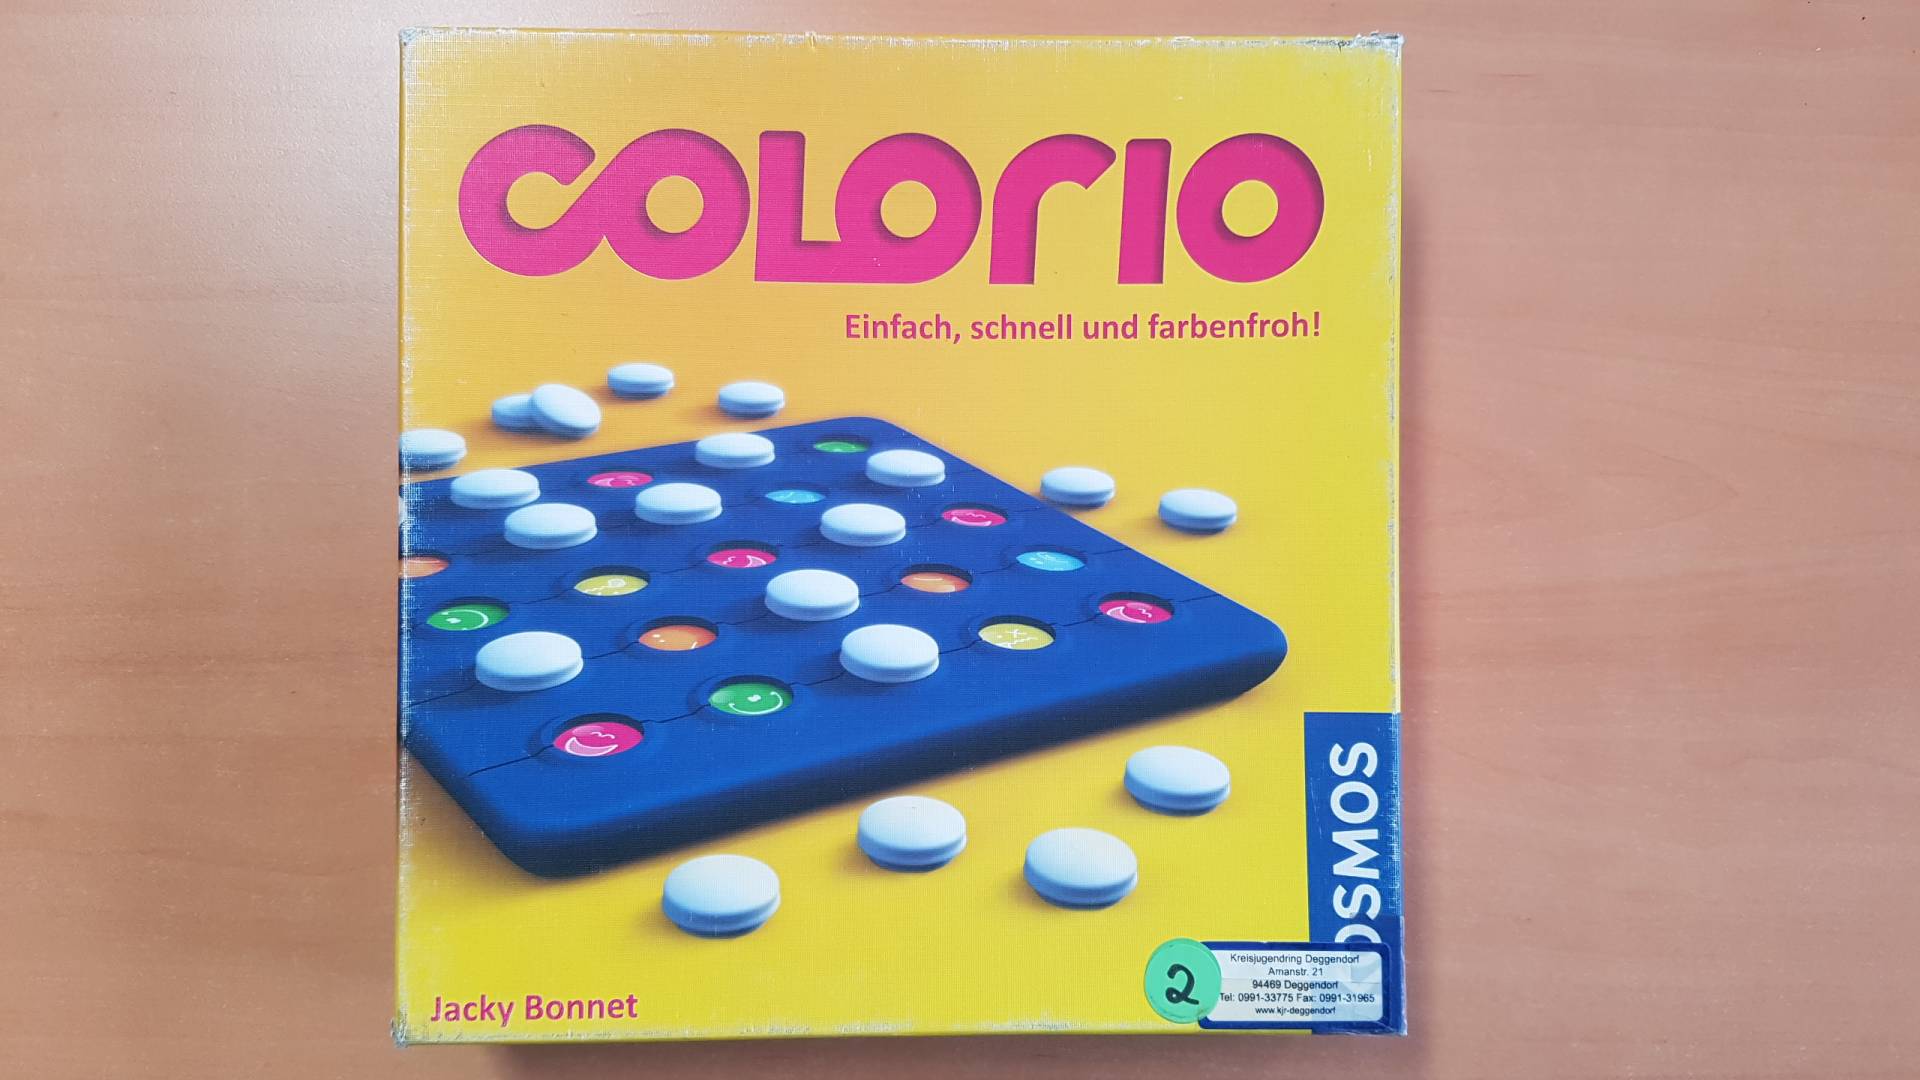 COLORIO
Einfach, schnell und farbenfroh!
OSMOS
Jacky Bonnet
2
Kreisjugendring Deggendorf
Amanstr. 21
94469 Deggendorf
Tel: 0991-33775 Fax: 0991-31965
www.kjr-deggendorf